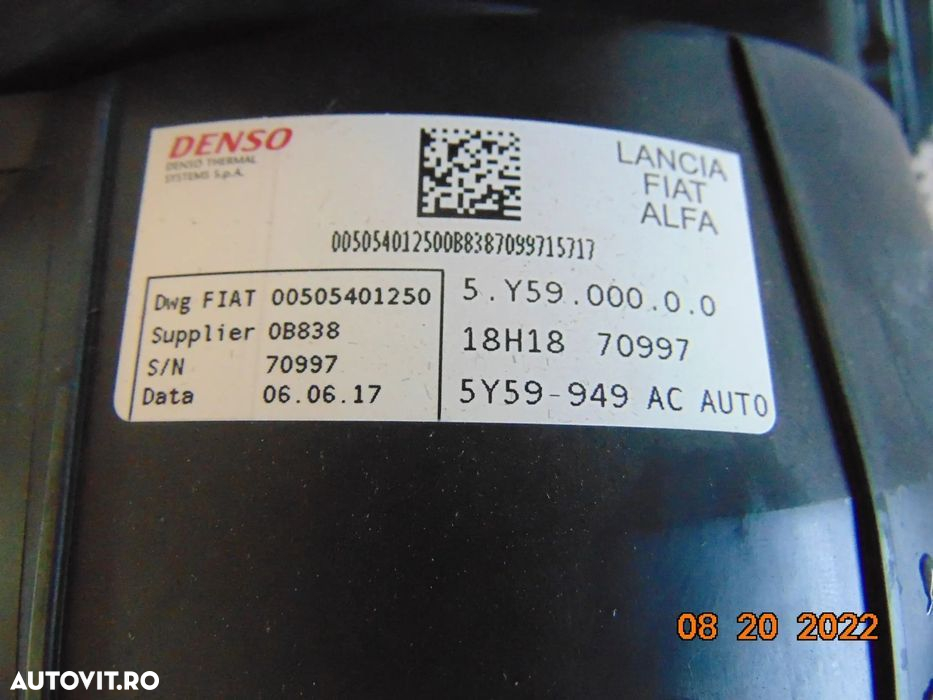 DENSO
DENSO THERMAL
SYSTEMS S.p.A.
LANCIA
FIAT
ALFA
005054012500B8387099715717
Dwg FIAT 00505401250
Supplier 0B838
S/N 70997
Data 06.06.17
5.Y59.000.0.0
18H18 70997
5Y59-949 AC AUTO
08 20 2022
AUTOVIT.RO